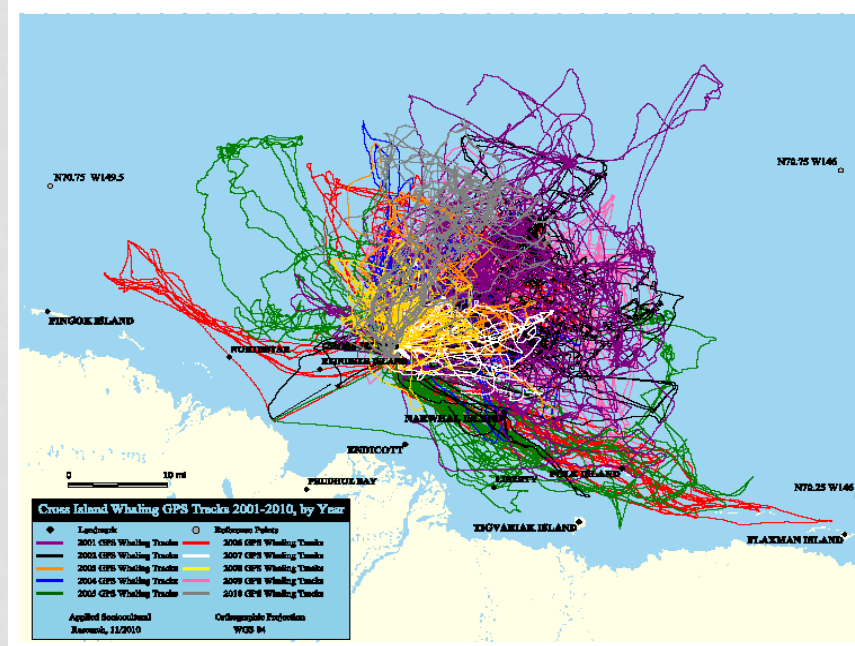 N70.75 W146
N70.75 W149.5
PINGOK ISLAND
NORTHSTAR
REINDEER ISLAND
NARWHAL ISLAND
ENDICOTT
POLE ISLAND
PRUDHOE BAY
LIBERTY
N70.25 W146
TIGVARIAK ISLAND
FLAXMAN ISLAND
0 10 mi
Cross Island Whaling GPS Tracks 2001-2010, by Year
Landmark Reference Points
2001 GPS Whaling Tracks 2006 GPS Whaling Tracks
2002 GPS Whaling Tracks 2007 GPS Whaling Tracks
2003 GPS Whaling Tracks 2008 GPS Whaling Tracks
2004 GPS Whaling Tracks 2009 GPS Whaling Tracks
2005 GPS Whaling Tracks 2010 GPS Whaling Tracks
Applied Sociocultural Orthographic Projection
Research, 11/2010 WGS 84